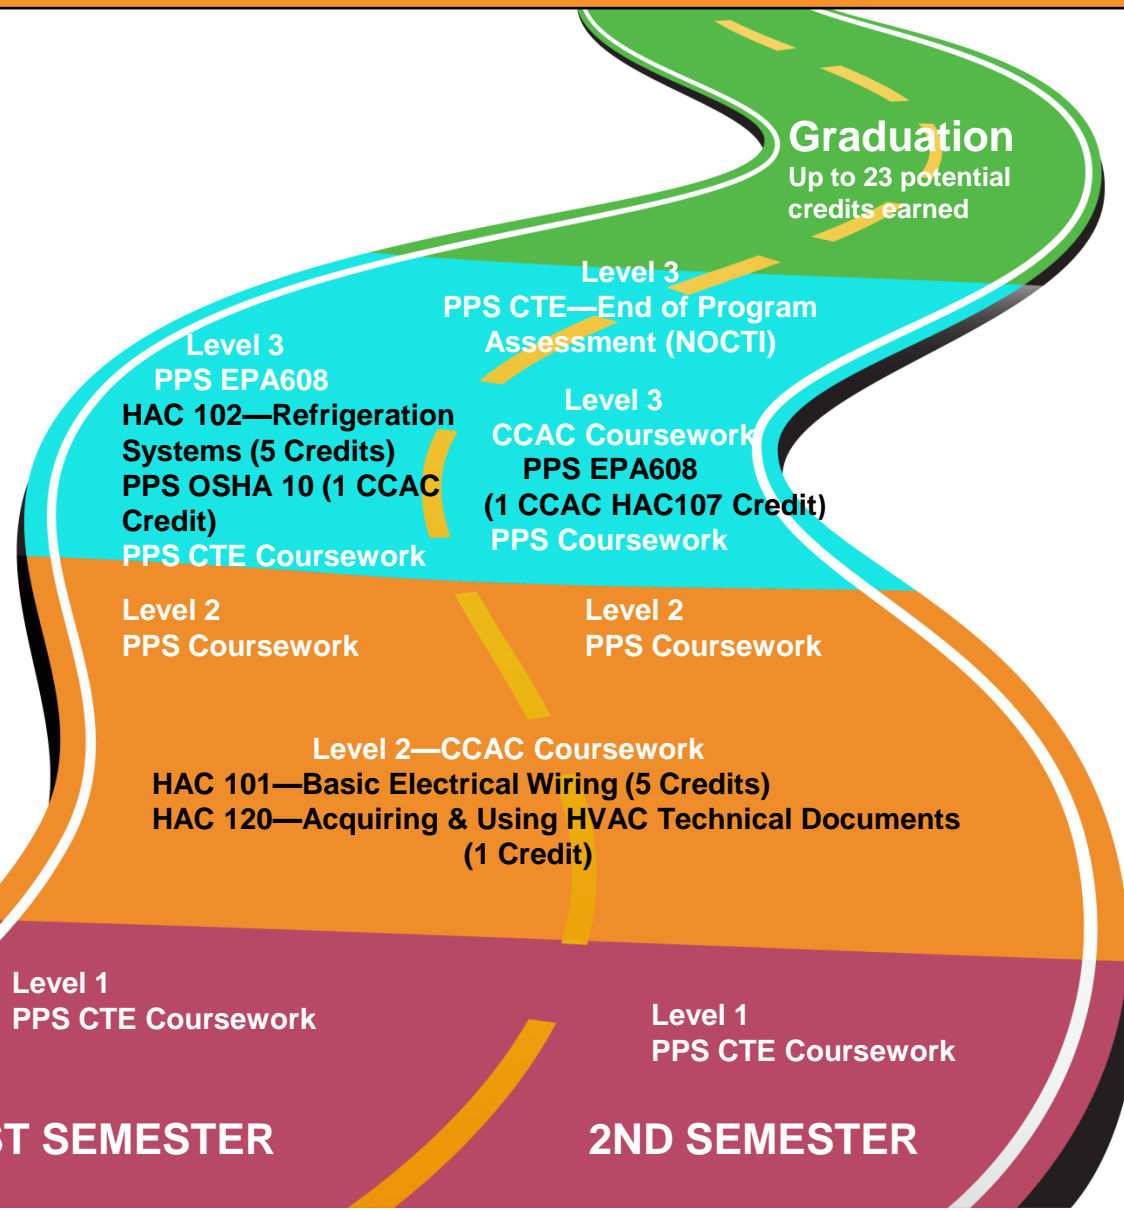 Graduation
Up to 23 potential
credits earned
Level 3
PPS CTE—End of Program
Assessment (NOCTI)
Level 3
PPS EPA608
HAC 102—Refrigeration
Systems (5 Credits)
PPS OSHA 10 (1 CCAC
Credit)
PPS CTE Coursework
Level 3
CCAC Coursework
PPS EPA608
(1 CCAC HAC107 Credit)
PPS Coursework
Level 2
PPS Coursework
Level 2
PPS Coursework
Level 2—CCAC Coursework
HAC 101—Basic Electrical Wiring (5 Credits)
HAC 120—Acquiring & Using HVAC Technical Documents
(1 Credit)
Level 1
PPS CTE Coursework
Level 1
PPS CTE Coursework
ST SEMESTER
2ND SEMESTER